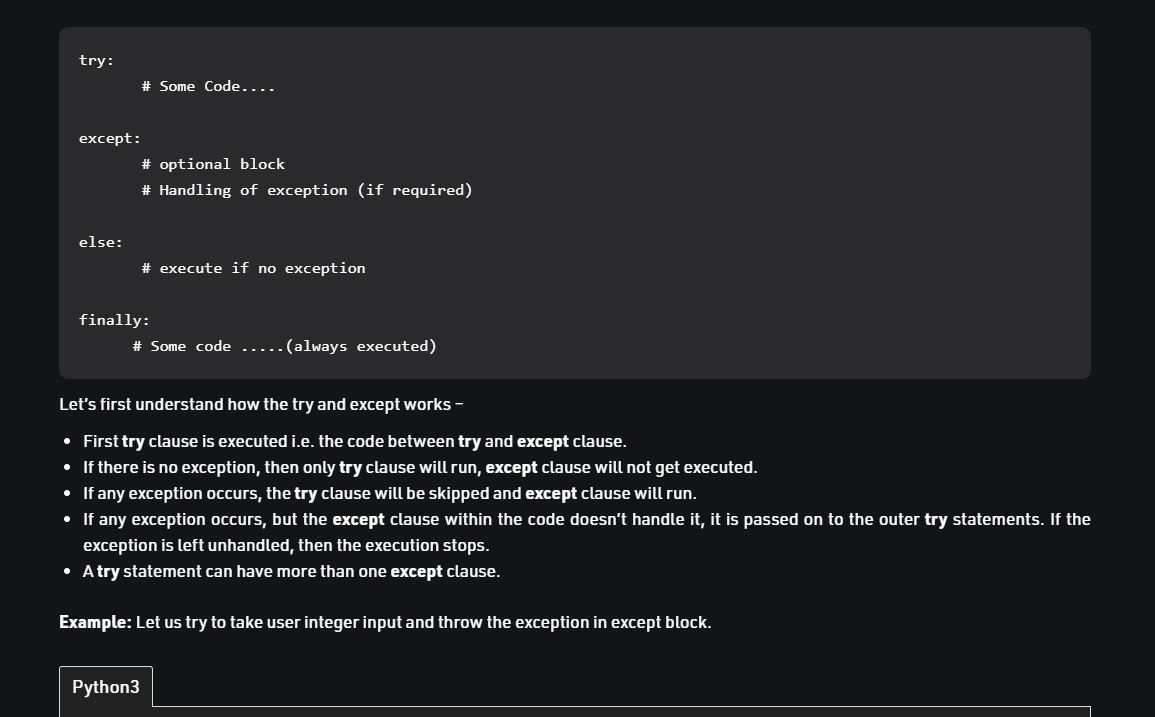 try:
# Some Code....
except:
# optional block
# Handling of exception (if required)
else:
# execute if no exception
finally:
# Some code .....(always executed)
Let’s first understand how the try and except works –
• First try clause is executed i.e. the code between try and except clause.
• If there is no exception, then only try clause will run, except clause will not get executed.
• If any exception occurs, the try clause will be skipped and except clause will run.
• If any exception occurs, but the except clause within the code doesn’t handle it, it is passed on to the outer try statements. If the
exception is left unhandled, then the execution stops.
• A try statement can have more than one except clause.
Example: Let us try to take user integer input and throw the exception in except block.
Python3